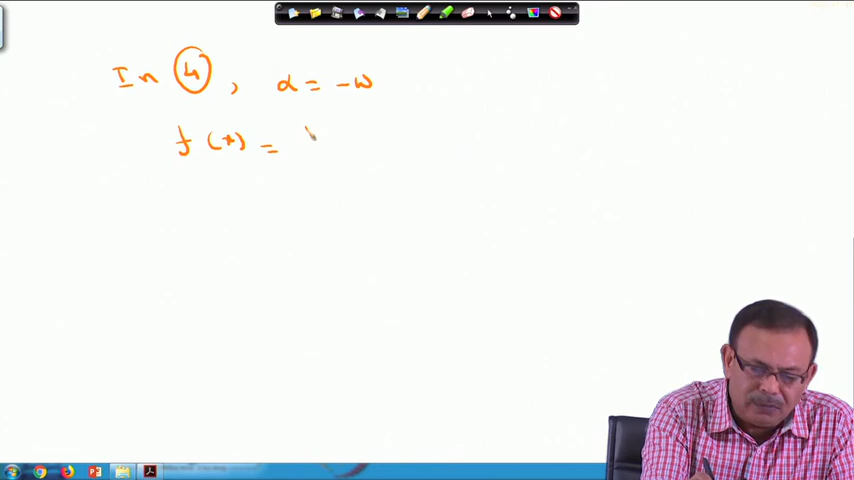 In 4, α = -ω
f(x) =